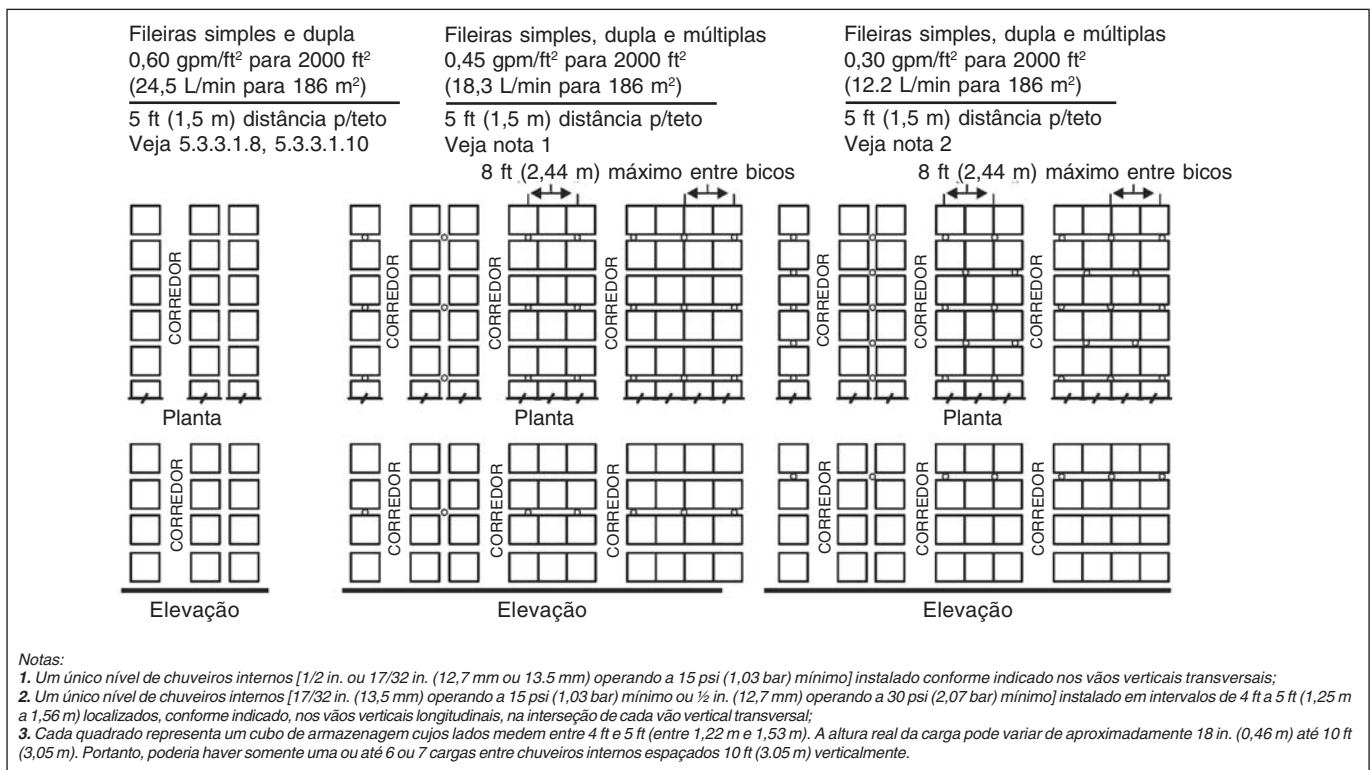 Fileiras simples e dupla
0,60 gpm/ft² para 2000 ft²
(24,5 L/min para 186 m²)
5 ft (1,5 m) distância p/teto
Veja 5.3.3.1.8, 5.3.3.1.10
Fileiras simples, dupla e múltiplas
0,45 gpm/ft² para 2000 ft²
(18,3 L/min para 186 m²)
5 ft (1,5 m) distância p/teto
Veja nota 1
8 ft (2,44 m) máximo entre bicos
Fileiras simples, dupla e múltiplas
0,30 gpm/ft² para 2000 ft²
(12.2 L/min para 186 m²)
5 ft (1,5 m) distância p/teto
Veja nota 2
8 ft (2,44 m) máximo entre bicos
CORREDOR
CORREDOR
CORREDOR
CORREDOR
CORREDOR
CORREDOR
CORREDOR
Planta
Planta
Planta
CORREDOR
CORREDOR
CORREDOR
CORREDOR
CORREDOR
CORREDOR
CORREDOR
Elevação
Elevação
Elevação
Notas:
1. Um único nível de chuveiros internos [1/2 in. ou 17/32 in. (12,7 mm ou 13.5 mm) operando a 15 psi (1,03 bar) mínimo] instalado conforme indicado nos vãos verticais transversais;
2. Um único nível de chuveiros internos [17/32 in. (13,5 mm) operando a 15 psi (1,03 bar) mínimo ou ½ in. (12,7 mm) operando a 30 psi (2,07 bar) mínimo] instalado em intervalos de 4 ft a 5 ft (1,25 m
a 1,56 m) localizados, conforme indicado, nos vãos verticais longitudinais, na interseção de cada vão vertical transversal;
3. Cada quadrado representa um cubo de armazenagem cujos lados medem entre 4 ft e 5 ft (entre 1,22 m e 1,53 m). A altura real da carga pode variar de aproximadamente 18 in. (0,46 m) até 10 ft
(3,05 m). Portanto, poderia haver somente uma ou até 6 ou 7 cargas entre chuveiros internos espaçados 10 ft (3.05 m) verticalmente.